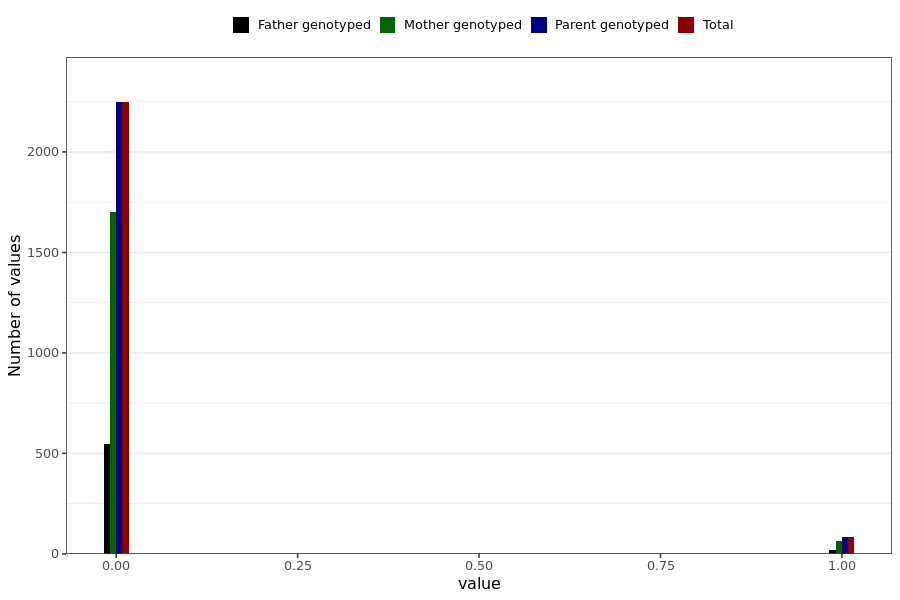 Father genotyped Mother genotyped Parent genotyped Total
Number of values
2000
1500
1000
500
0
0.00 0.25 0.50 0.75 1.00
value